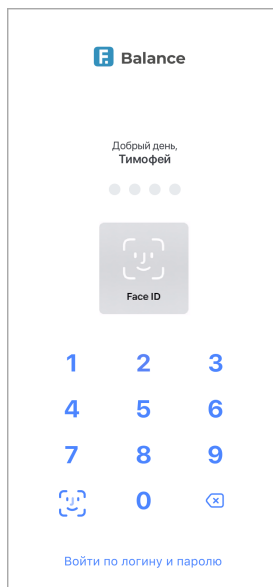 F. Balance
Добрый день,
Тимофей
Face ID
1 2 3
4 5 6
7 8 9
0
Войти по логину и паролю